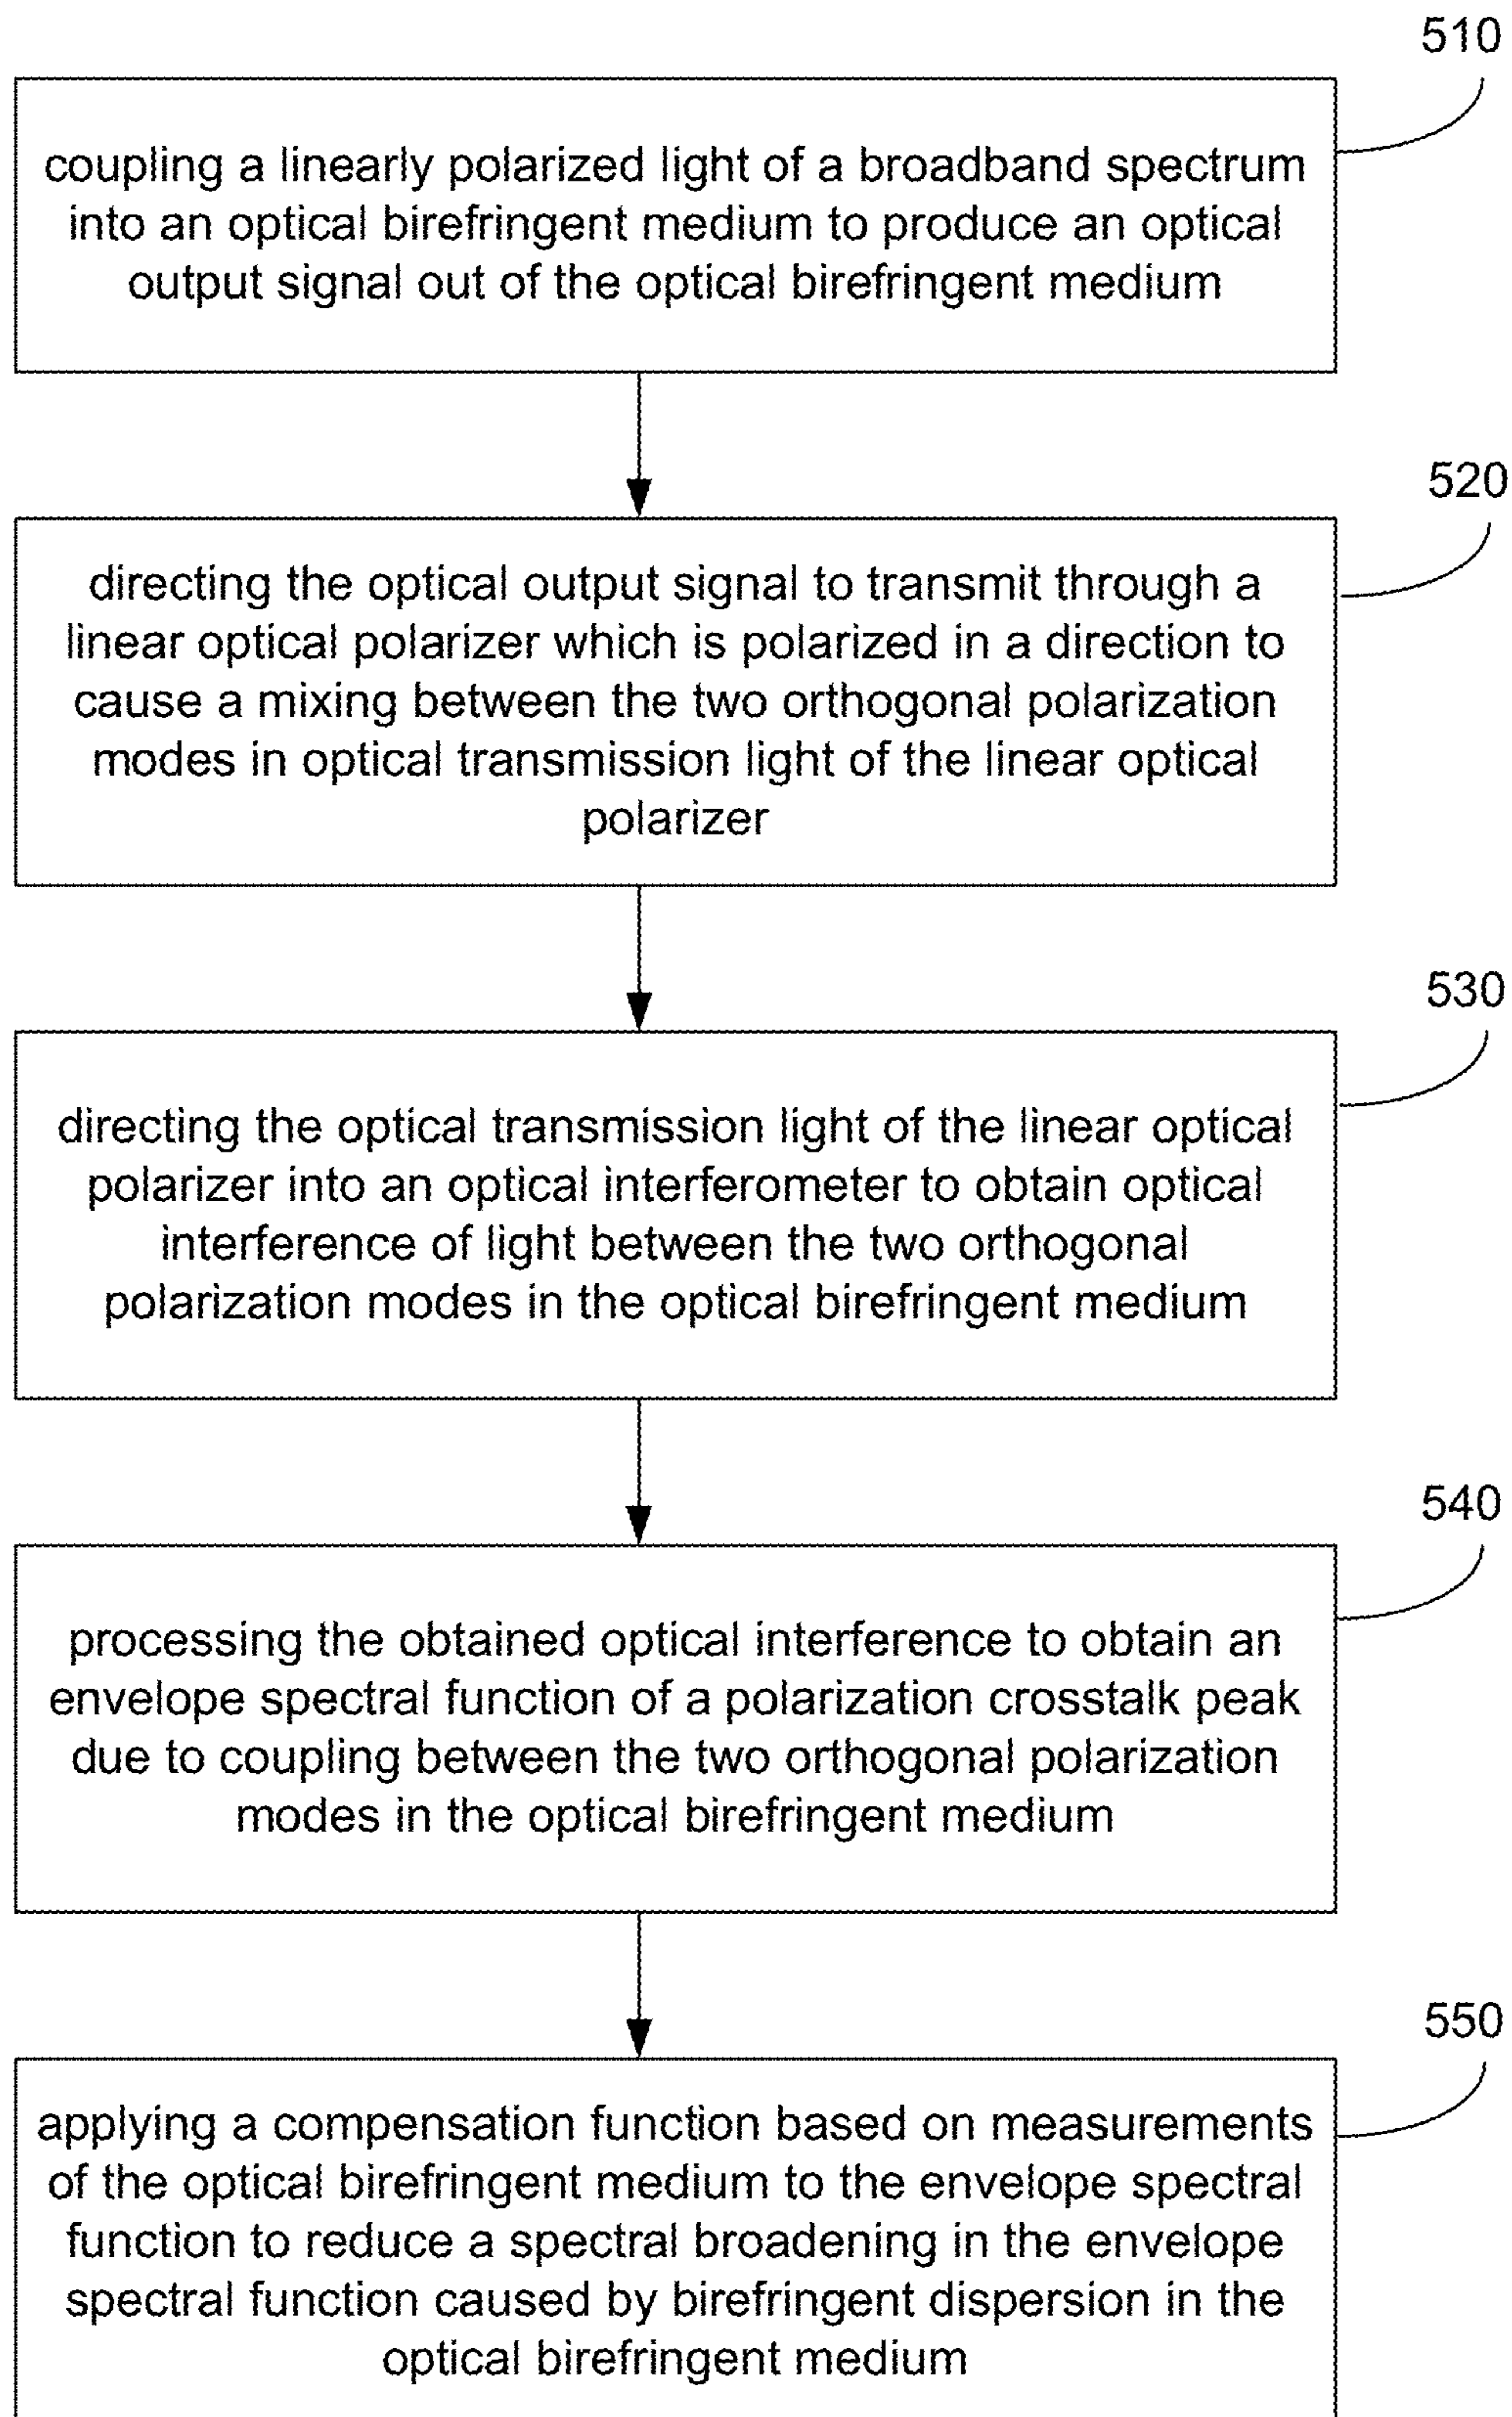 510
coupling a linearly polarized light of a broadband spectrum
into an optical birefringent medium to produce an optical
output signal out of the optical birefringent medium
520
directing the optical output signal to transmit through a
linear optical polarizer which is polarized in a direction to
cause a mixing between the two orthogonal polarization
modes in optical transmission light of the linear optical
polarizer
530
directing the optical transmission light of the linear optical
polarizer into an optical interferometer to obtain optical
interference of light between the two orthogonal
polarization modes in the optical birefringent medium
540
processing the obtained optical interference to obtain an
envelope spectral function of a polarization crosstalk peak
due to coupling between the two orthogonal polarization
modes in the optical birefringent medium
550
applying a compensation function based on measurements
of the optical birefringent medium to the envelope spectral
function to reduce a spectral broadening in the envelope
spectral function caused by birefringent dispersion in the
optical birefringent medium